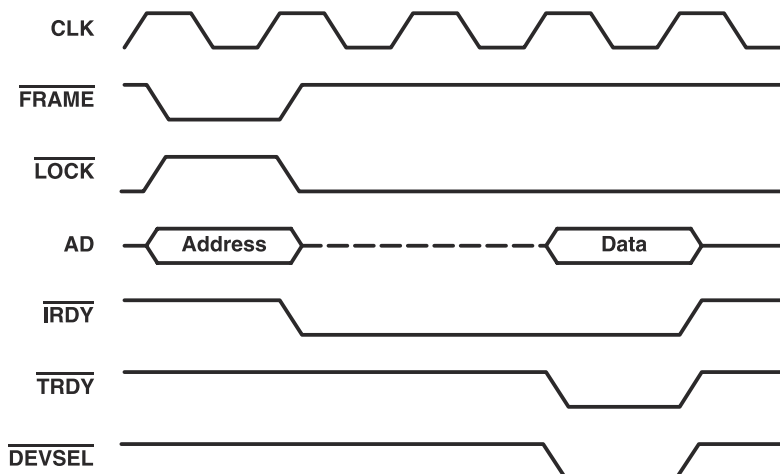 CLK
FRAME
LOCK
AD Address Data
IRDY
TRDY
DEVSEL